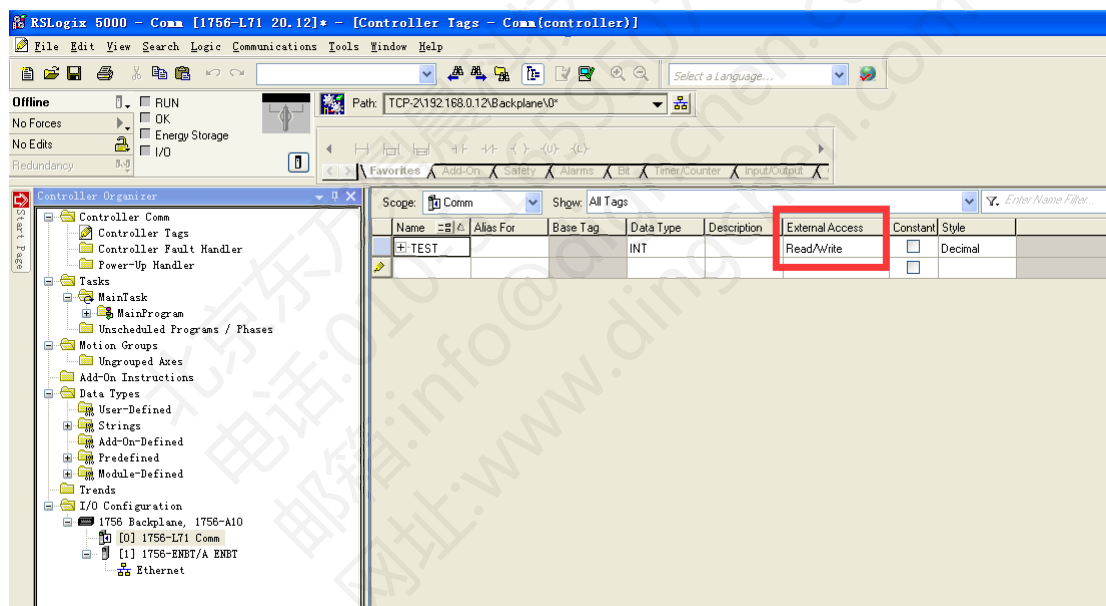 RSLogix 5000 - Comm [1756-L71 20.12]* - [Controller Tags - Comm(controller)]
File Edit View Search Logic Communications Tools Window Help
Select a Language...
Offline RUN
No Forces OK
No Edits Energy Storage
Redundancy I/O
Path: TCP-2\192.168.0.12\Backplane\0*
Favorites Add-On Safety Alarms Bit Timer/Counter Input/Output
Start Page
Controller Organizer
Controller Comm
Controller Tags
Controller Fault Handler
Power-Up Handler
Tasks
MainTask
MainProgram
Unscheduled Programs / Phases
Motion Groups
Ungrouped Axes
Add-On Instructions
Data Types
User-Defined
Strings
Add-On-Defined
Predefined
Module-Defined
Trends
I/O Configuration
1756 Backplane, 1756-A10
[0] 1756-L71 Comm
[1] 1756-ENBT/A ENBT
Ethernet
Scope: Comm Show: All Tags Enter Name Filter...
Name Alias For Base Tag Data Type Description External Access Constant Style
TEST INT Read/Write Decimal